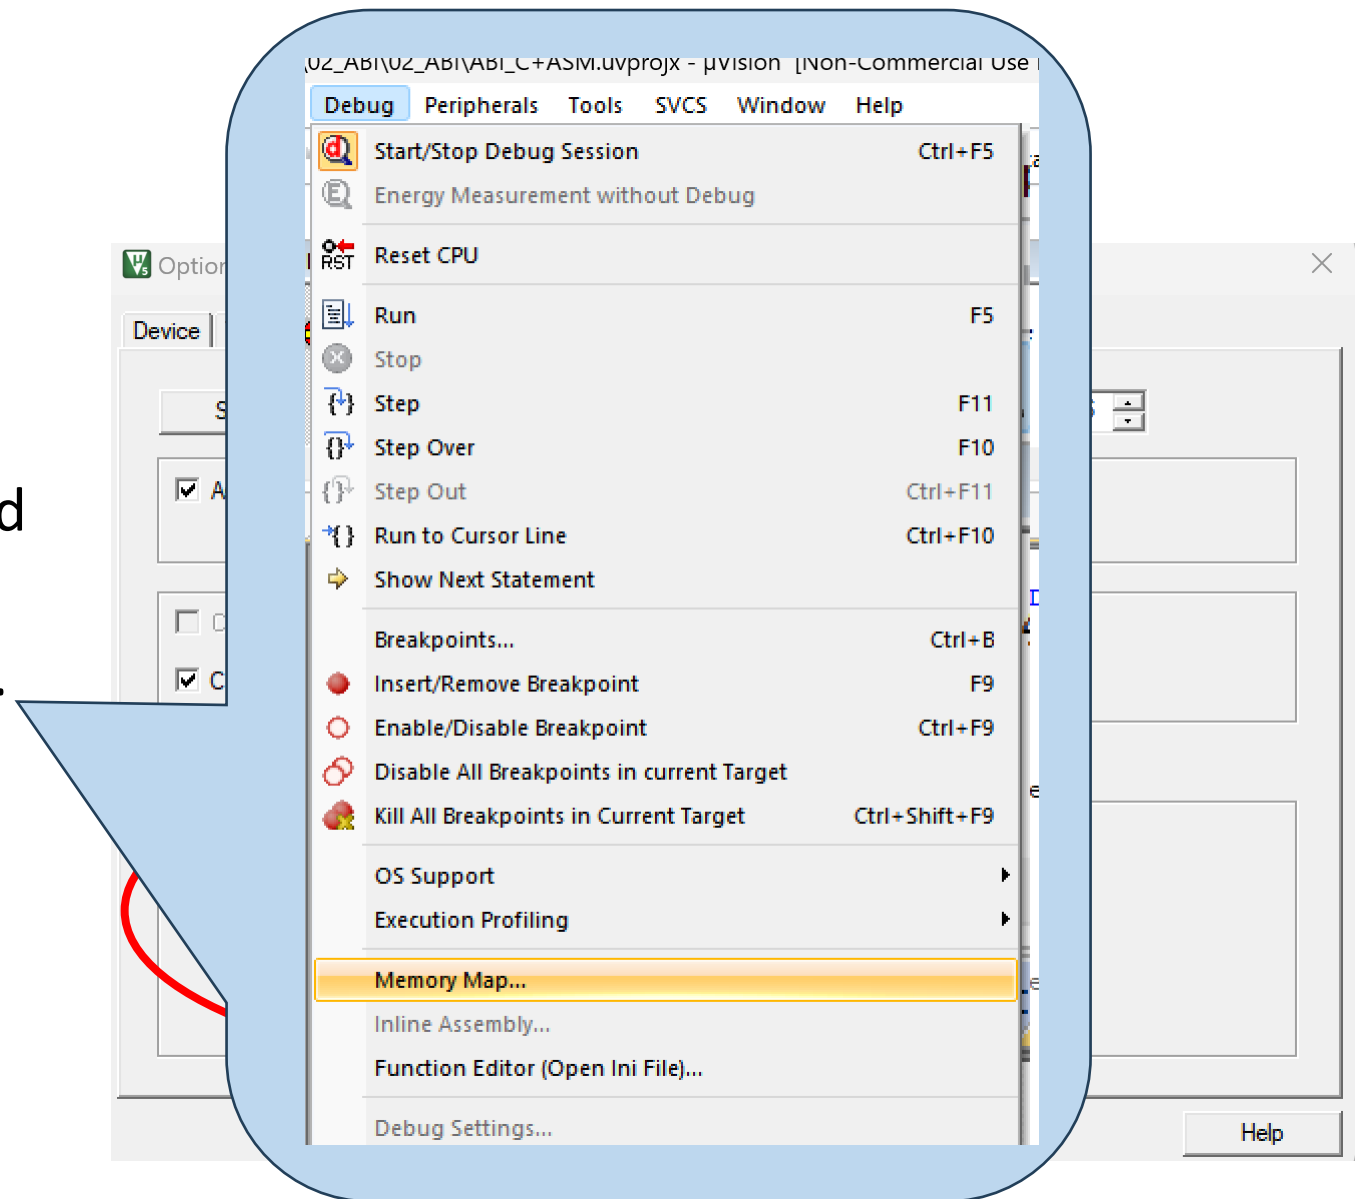 \02_ABI\02_ABI\ABI_C+ASM.uvprojx - µVision [Non-Commercial Use
Debug Peripherals Tools SVCS Window Help
Start/Stop Debug Session Ctrl+F5
Energy Measurement without Debug
RST Reset CPU
Option
Run F5
Device
Stop
Step F11
Step Over F10
Step Out Ctrl+F11
Run to Cursor Line Ctrl+F10
Show Next Statement
Breakpoints... Ctrl+B
Insert/Remove Breakpoint F9
Enable/Disable Breakpoint Ctrl+F9
Disable All Breakpoints in current Target
Kill All Breakpoints in Current Target Ctrl+Shift+F9
OS Support
Execution Profiling
Memory Map...
Inline Assembly...
Function Editor (Open Ini File)...
Debug Settings...
Help